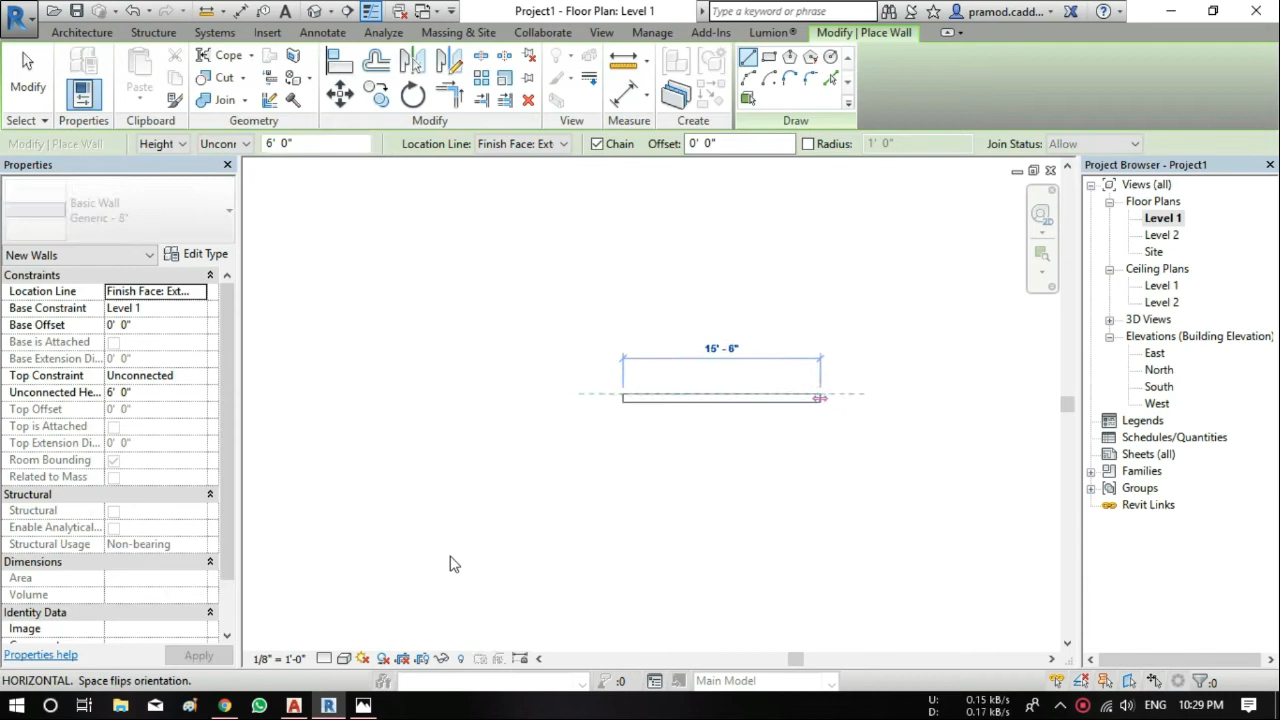 Project1 - Floor Plan: Level 1
Type a keyword or phrase
pramod.cadd...
Architecture Structure Systems Insert Annotate Analyze Massing & Site Collaborate View Manage Add-Ins Lumion® Modify | Place Wall
Modify
Paste
Cope
Cut
Join
Select Properties Clipboard Geometry Modify View Measure Create Draw
Modify | Place Wall Height Unconr 6' 0" Location Line: Finish Face: Ext Chain Offset: 0' 0" Radius: 1' 0" Join Status: Allow
Properties
Basic Wall
Generic - 8"
New Walls Edit Type
Constraints
Location Line Finish Face: Ext...
Base Constraint Level 1
Base Offset 0' 0"
Base is Attached
Base Extension Di... 0' 0"
Top Constraint Unconnected
Unconnected He... 6' 0"
Top Offset 0' 0"
Top is Attached
Top Extension Di... 0' 0"
Room Bounding
Related to Mass
Structural
Structural
Enable Analytical...
Structural Usage Non-bearing
Dimensions
Area
Volume
Identity Data
Image
Properties help Apply
15' - 6"
2D
1/8" = 1'-0"
Project Browser - Project1
Views (all)
Floor Plans
Level 1
Level 2
Site
Ceiling Plans
Level 1
Level 2
3D Views
Elevations (Building Elevation)
East
North
South
West
Legends
Schedules/Quantities
Sheets (all)
Families
Groups
Revit Links
HORIZONTAL. Space flips orientation.
:0
Main Model
:0
U: 0.15 kB/s
D: 0.17 kB/s
ENG 10:29 PM